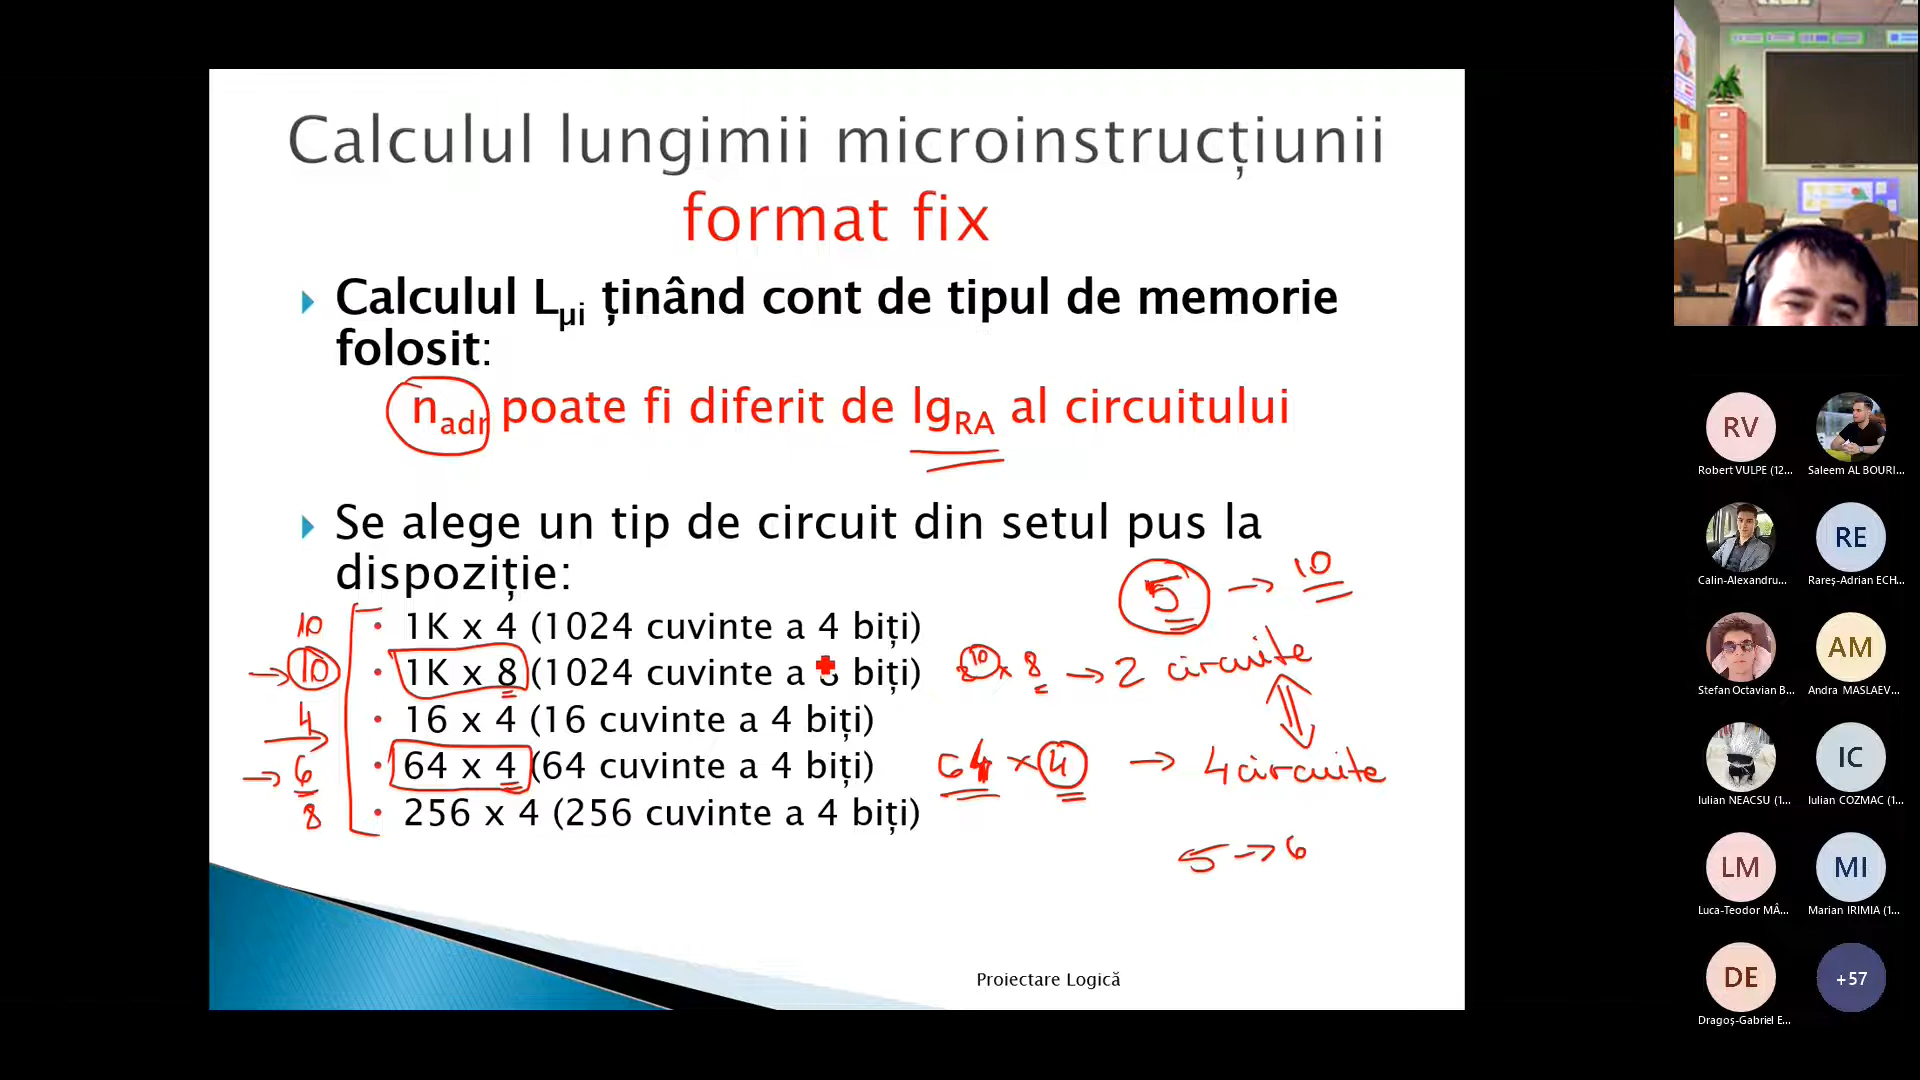 Calculul lungimii microinstrucțiunii
format fix
Calculul Lμi ținând cont de tipul de memorie
folosit:
nadr poate fi diferit de lgRA al circuitului
Se alege un tip de circuit din setul pus la
dispoziție:
5 → 10
10
• 1K x 4 (1024 cuvinte a 4 biți)
→ 10
• 1K x 8 (1024 cuvinte a 8 biți)
10 x 8 → 2 circuite
4
• 16 x 4 (16 cuvinte a 4 biți)
→ 6
• 64 x 4 (64 cuvinte a 4 biți)
64 x 4 → 4 circuite
8
• 256 x 4 (256 cuvinte a 4 biți)
5 → 6
Proiectare Logică
RV
Robert VULPE (12...
Saleem AL BOURI...
Calin-Alexandru...
RE
Rareș-Adrian ECH...
Stefan Octavian B...
AM
Andra MASLAEV...
Iulian NEACSU (1...
IC
Iulian COZMAC (1...
LM
Luca-Teodor MÂ...
MI
Marian IRIMIA (1...
DE
Dragoș-Gabriel E...
+57